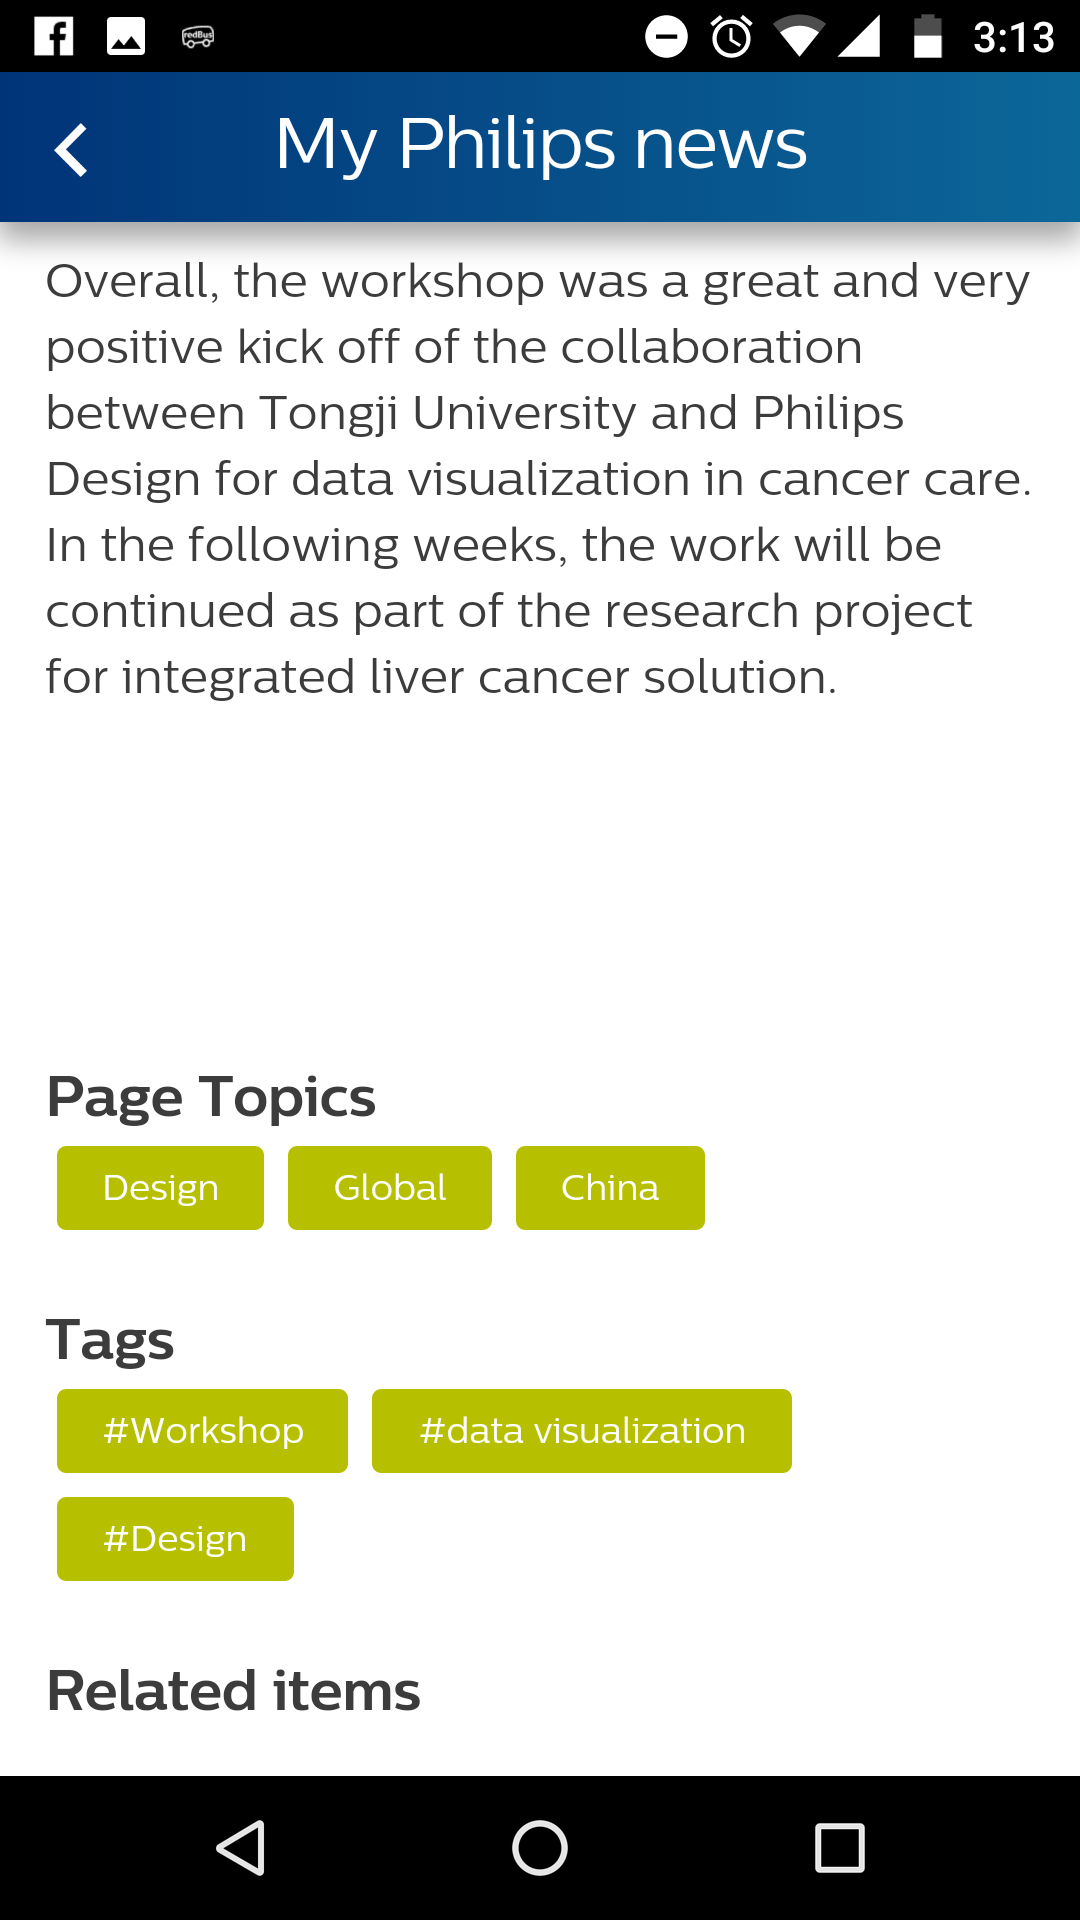 redBus
3:13
My Philips news
Overall, the workshop was a great and very
positive kick off of the collaboration
between Tongji University and Philips
Design for data visualization in cancer care.
In the following weeks, the work will be
continued as part of the research project
for integrated liver cancer solution.
Page Topics
Design Global China
Tags
#Workshop #data visualization
#Design
Related items